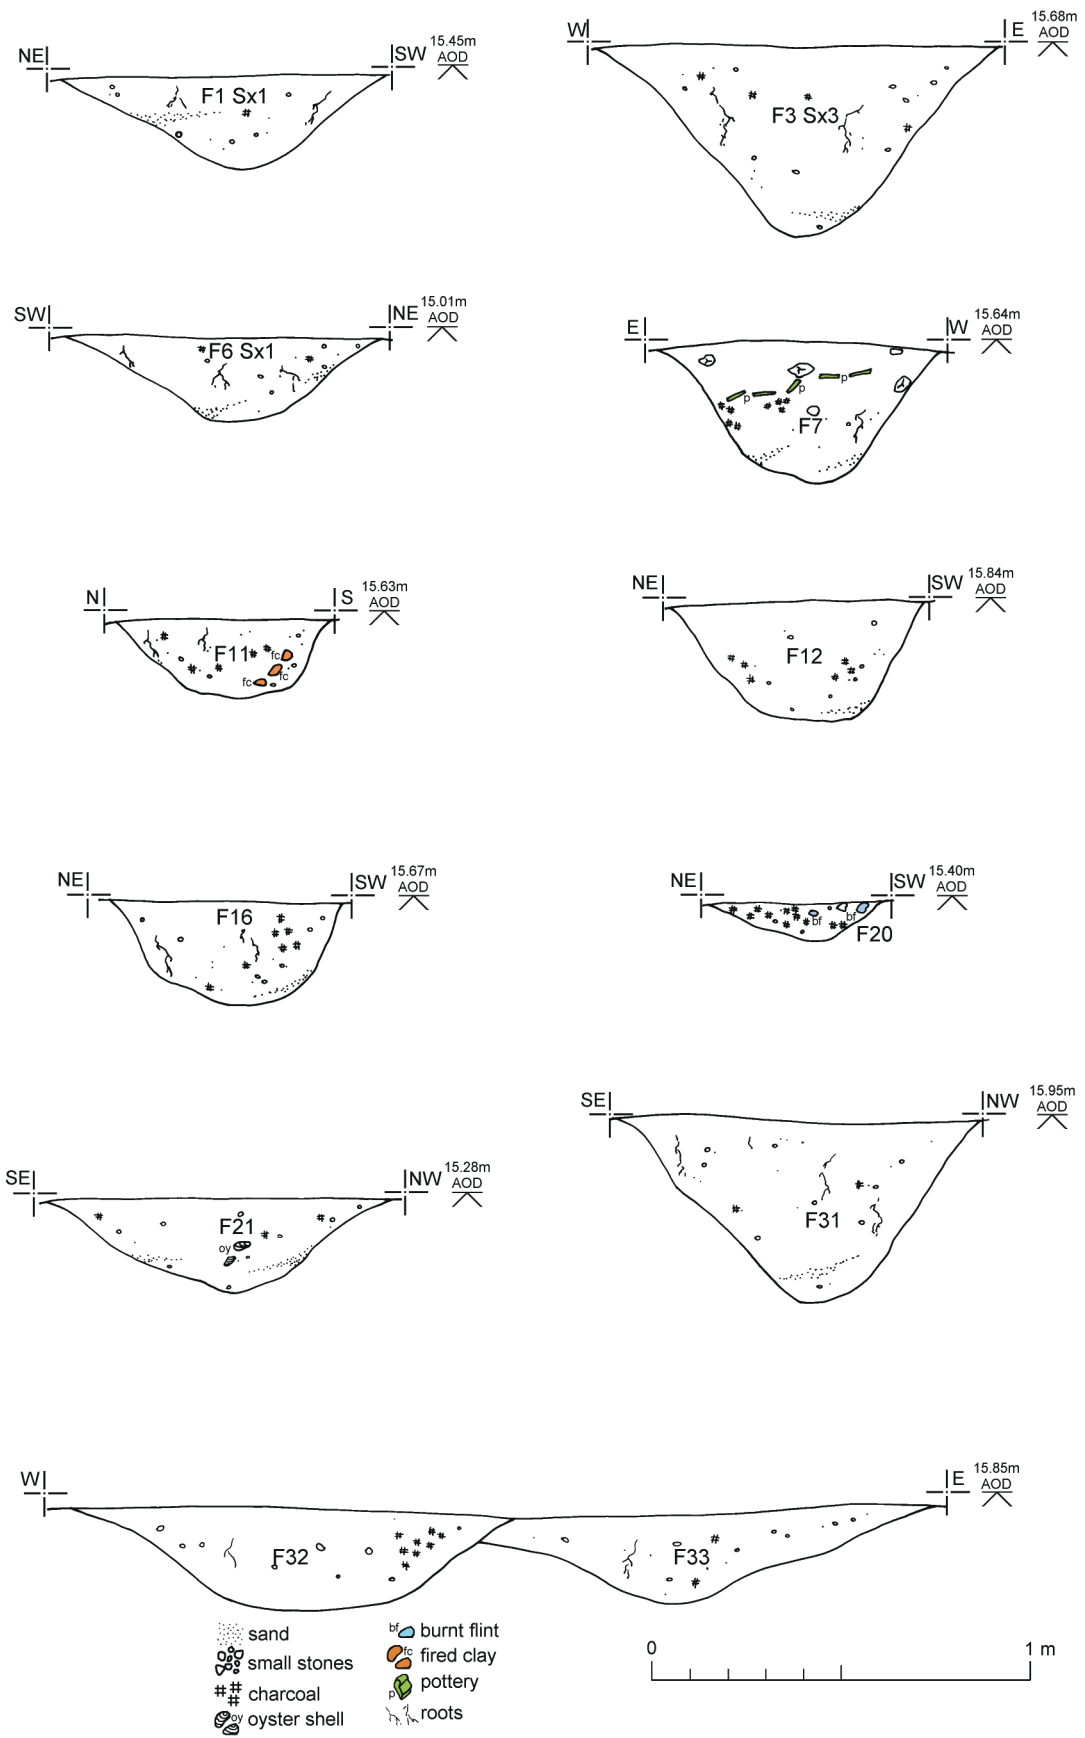 NE
SW
15.45m
AOD
F1 Sx1
W
E
15.68m
AOD
F3 Sx3
SW
NE
15.01m
AOD
F6 Sx1
E
W
15.64m
AOD
p
p
p
F7
N
S
15.63m
AOD
F11
fc
fc
fc
NE
SW
15.84m
AOD
F12
NE
SW
15.67m
AOD
F16
NE
SW
15.40m
AOD
bf
bf
F20
SE
NW
15.28m
AOD
F21
oy
SE
NW
15.95m
AOD
F31
W
E
15.85m
AOD
F32
F33
sand
small stones
charcoal
oy oyster shell
bf burnt flint
fc fired clay
p pottery
roots
0 1 m